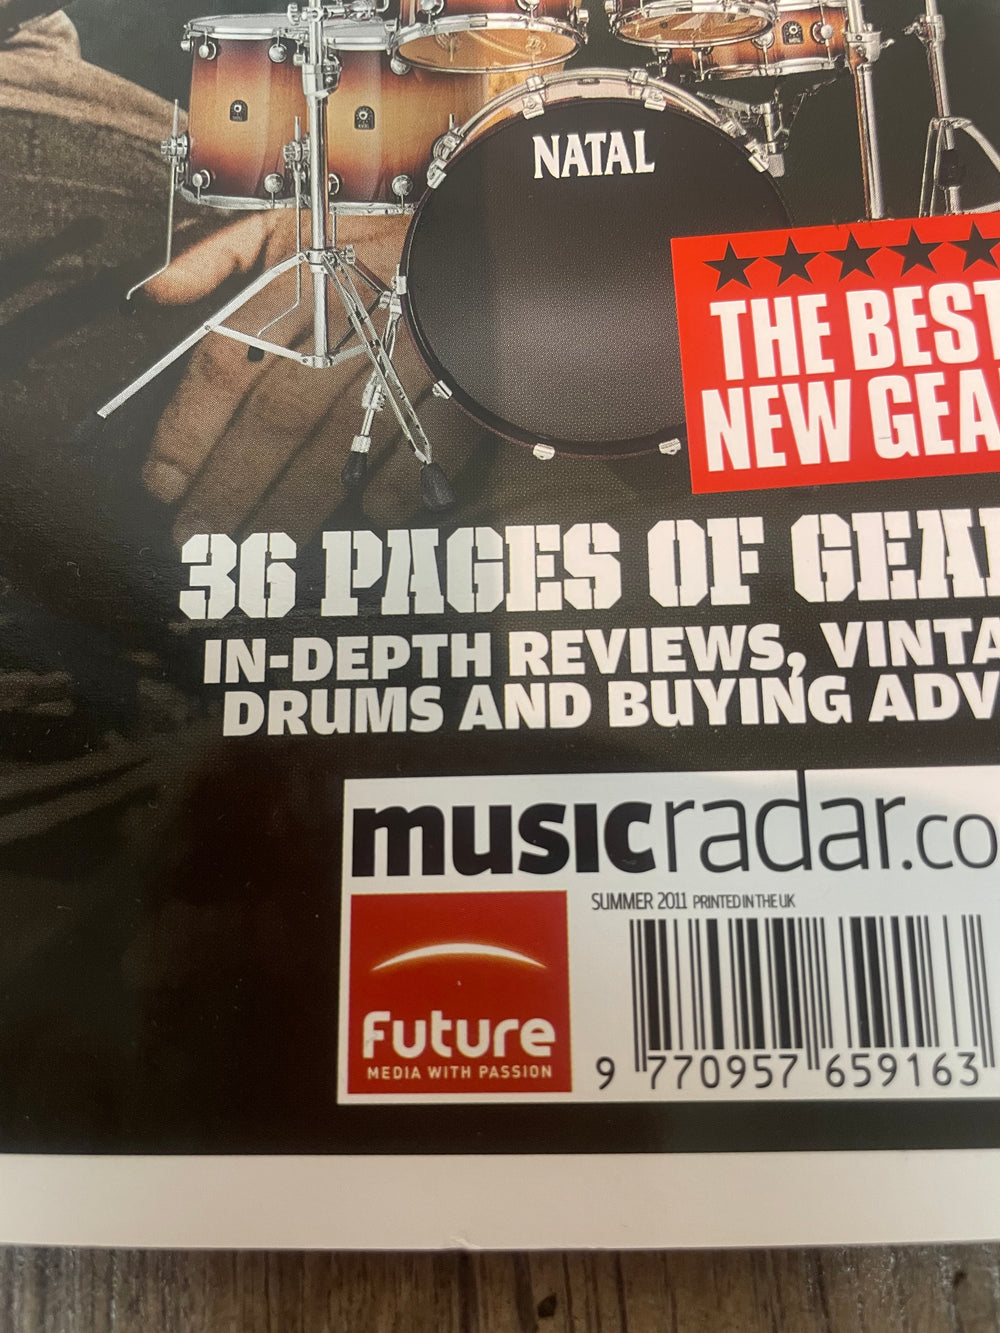 NATAL
THE BEST
NEW GEA
36 PAGES OF GEA
IN-DEPTH REVIEWS, VINTA
DRUMS AND BUYING ADV
musicradar.co
SUMMER 2011 PRINTED IN THE UK
future
MEDIA WITH PASSION
9 770957 659163